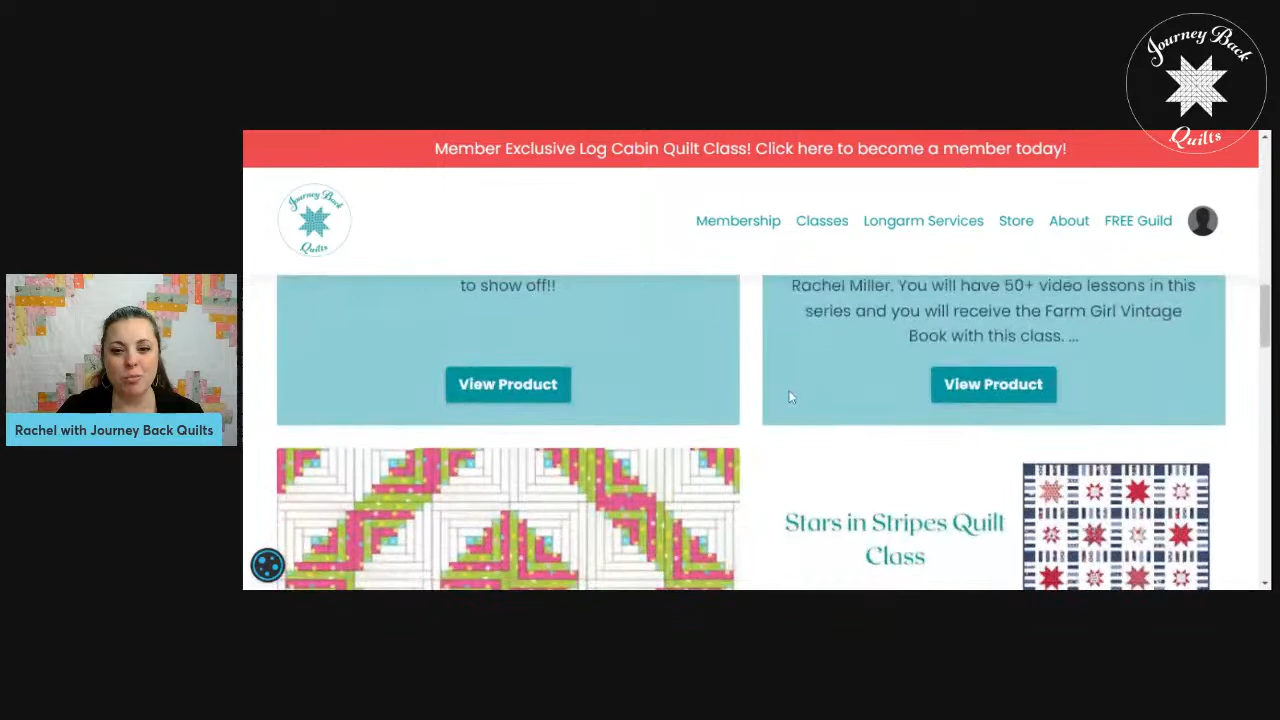 Journey Back
Quilts
Member Exclusive Log Cabin Quilt Class! Click here to become a member today!
Journey Back
Quilts
Membership
Classes
Longarm Services
Store
About
FREE Guild
to show off!!
Rachel Miller. You will have 50+ video lessons in this
series and you will receive the Farm Girl Vintage
Book with this class. ...
View Product
View Product
Rachel with Journey Back Quilts
Stars in Stripes Quilt
Class